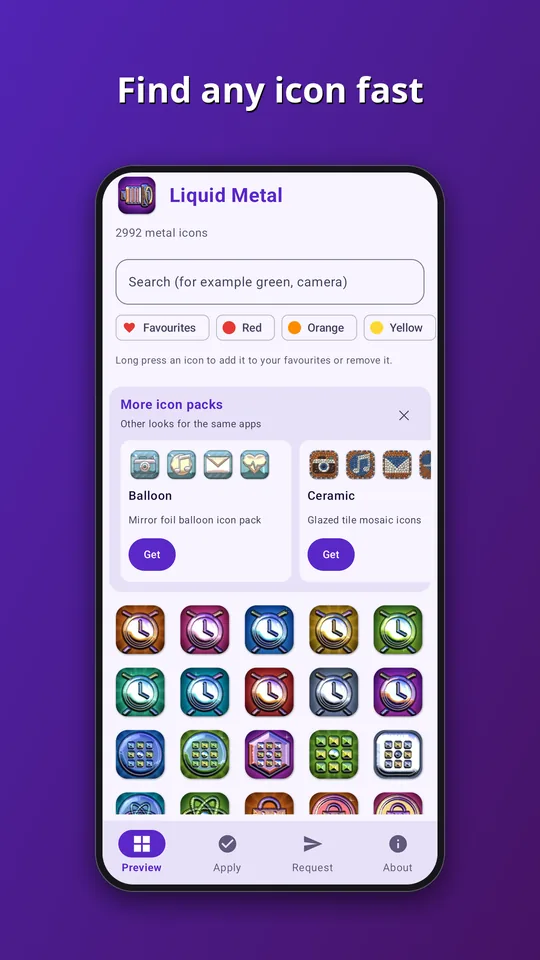 Find any icon fast
Liquid Metal
2992 metal icons
Search (for example green, camera)
Favourites
Red
Orange
Yellow
Long press an icon to add it to your favourites or remove it.
More icon packs
Other looks for the same apps
Balloon
Mirror foil balloon icon pack
Get
Ceramic
Glazed tile mosaic icons
Get
Preview
Apply
Request
About